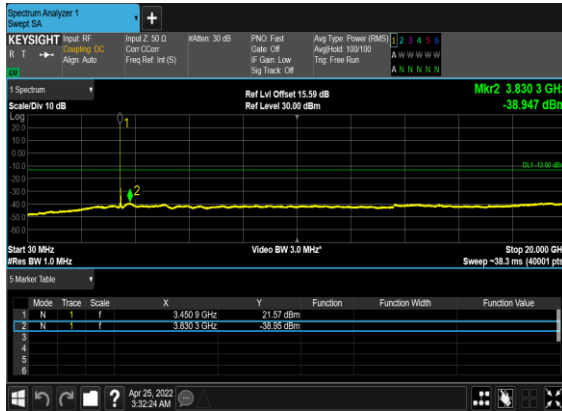 Spectrum Analyzer 1
Swept SA
+
KEYSIGHT Input: RF Input Z: 50 Ω #Atten: 30 dB PNO: Fast Avg Type: Power (RMS) 1 2 3 4 5 6
R T Coupling: DC Corr CCorr Gate: Off Avg|Hold: 100/100 A W W W W W
Align: Auto Freq Ref: Int (S) IF Gain: Low Trig: Free Run
Sig Track: Off A N N N N N
1 Spectrum Ref Lvl Offset 15.59 dB Mkr2 3.830 3 GHz
Scale/Div 10 dB Ref Level 30.00 dBm -38.947 dBm
Log
20.0
10.0
0.00
-10.0
-20.0
-30.0
-40.0
-50.0
-60.0
1
DL1 -13.00 dBm
2
Start 30 MHz Video BW 3.0 MHz* Stop 20.000 GHz
#Res BW 1.0 MHz Sweep ~38.3 ms (40001 pts)
5 Marker Table
Mode Trace Scale X Y Function Function Width Function Value
1 N 1 f 3.450 9 GHz 21.57 dBm
2 N 1 f 3.830 3 GHz -38.95 dBm
3
4
5
6
? Apr 25, 2022
3:32:24 AM